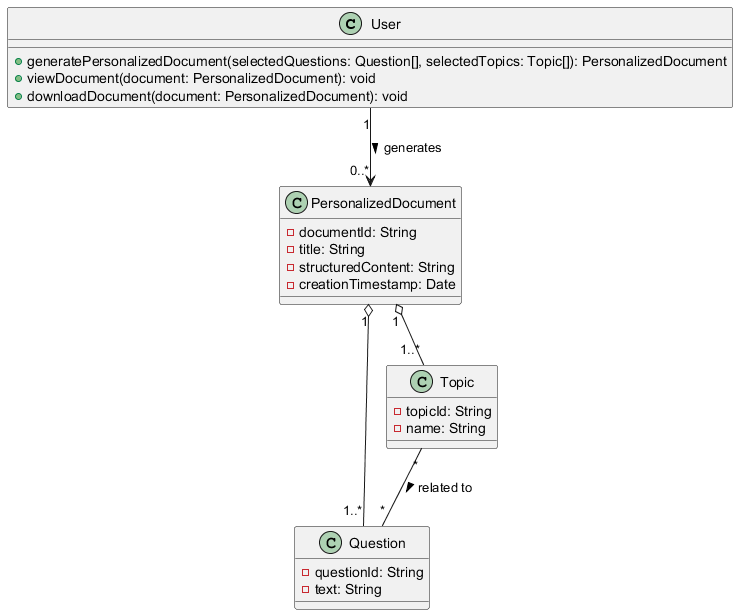 C User
generatePersonalizedDocument(selectedQuestions: Question[], selectedTopics: Topic[]): PersonalizedDocument
viewDocument(document: PersonalizedDocument): void
downloadDocument(document: PersonalizedDocument): void
1
generates
0..*
C PersonalizedDocument
documentId: String
title: String
structuredContent: String
creationTimestamp: Date
1 1
1..*
C Topic
topicId: String
name: String
*
related to
1..* *
C Question
questionId: String
text: String